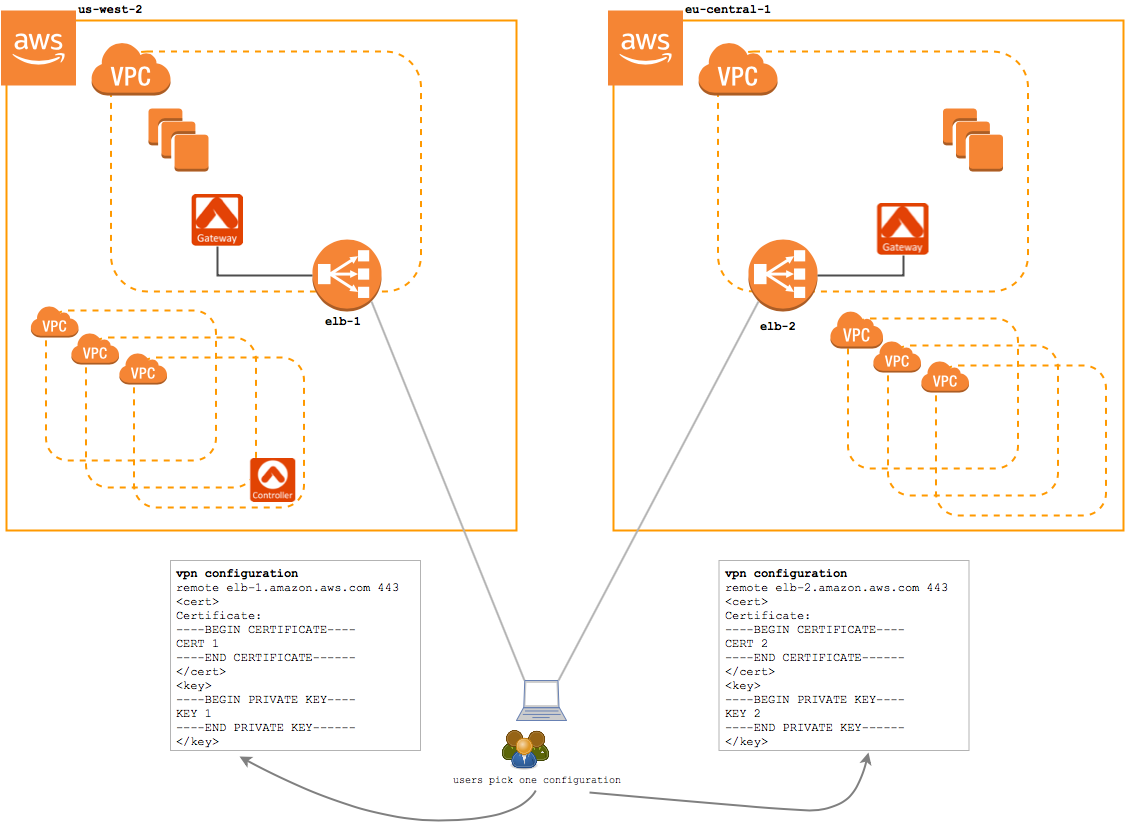 us-west-2
aws
VPC
Gateway
elb-1
VPC
VPC
VPC
Controller
eu-central-1
aws
VPC
Gateway
elb-2
VPC
VPC
VPC
vpn configuration
remote elb-1.amazon.aws.com 443
<cert>
Certificate:
----BEGIN CERTIFICATE----
CERT 1
----END CERTIFICATE------
</cert>
<key>
----BEGIN PRIVATE KEY----
KEY 1
----END PRIVATE KEY------
</key>
vpn configuration
remote elb-2.amazon.aws.com 443
<cert>
Certificate:
----BEGIN CERTIFICATE----
CERT 2
----END CERTIFICATE------
</cert>
<key>
----BEGIN PRIVATE KEY----
KEY 2
----END PRIVATE KEY------
</key>
users pick one configuration